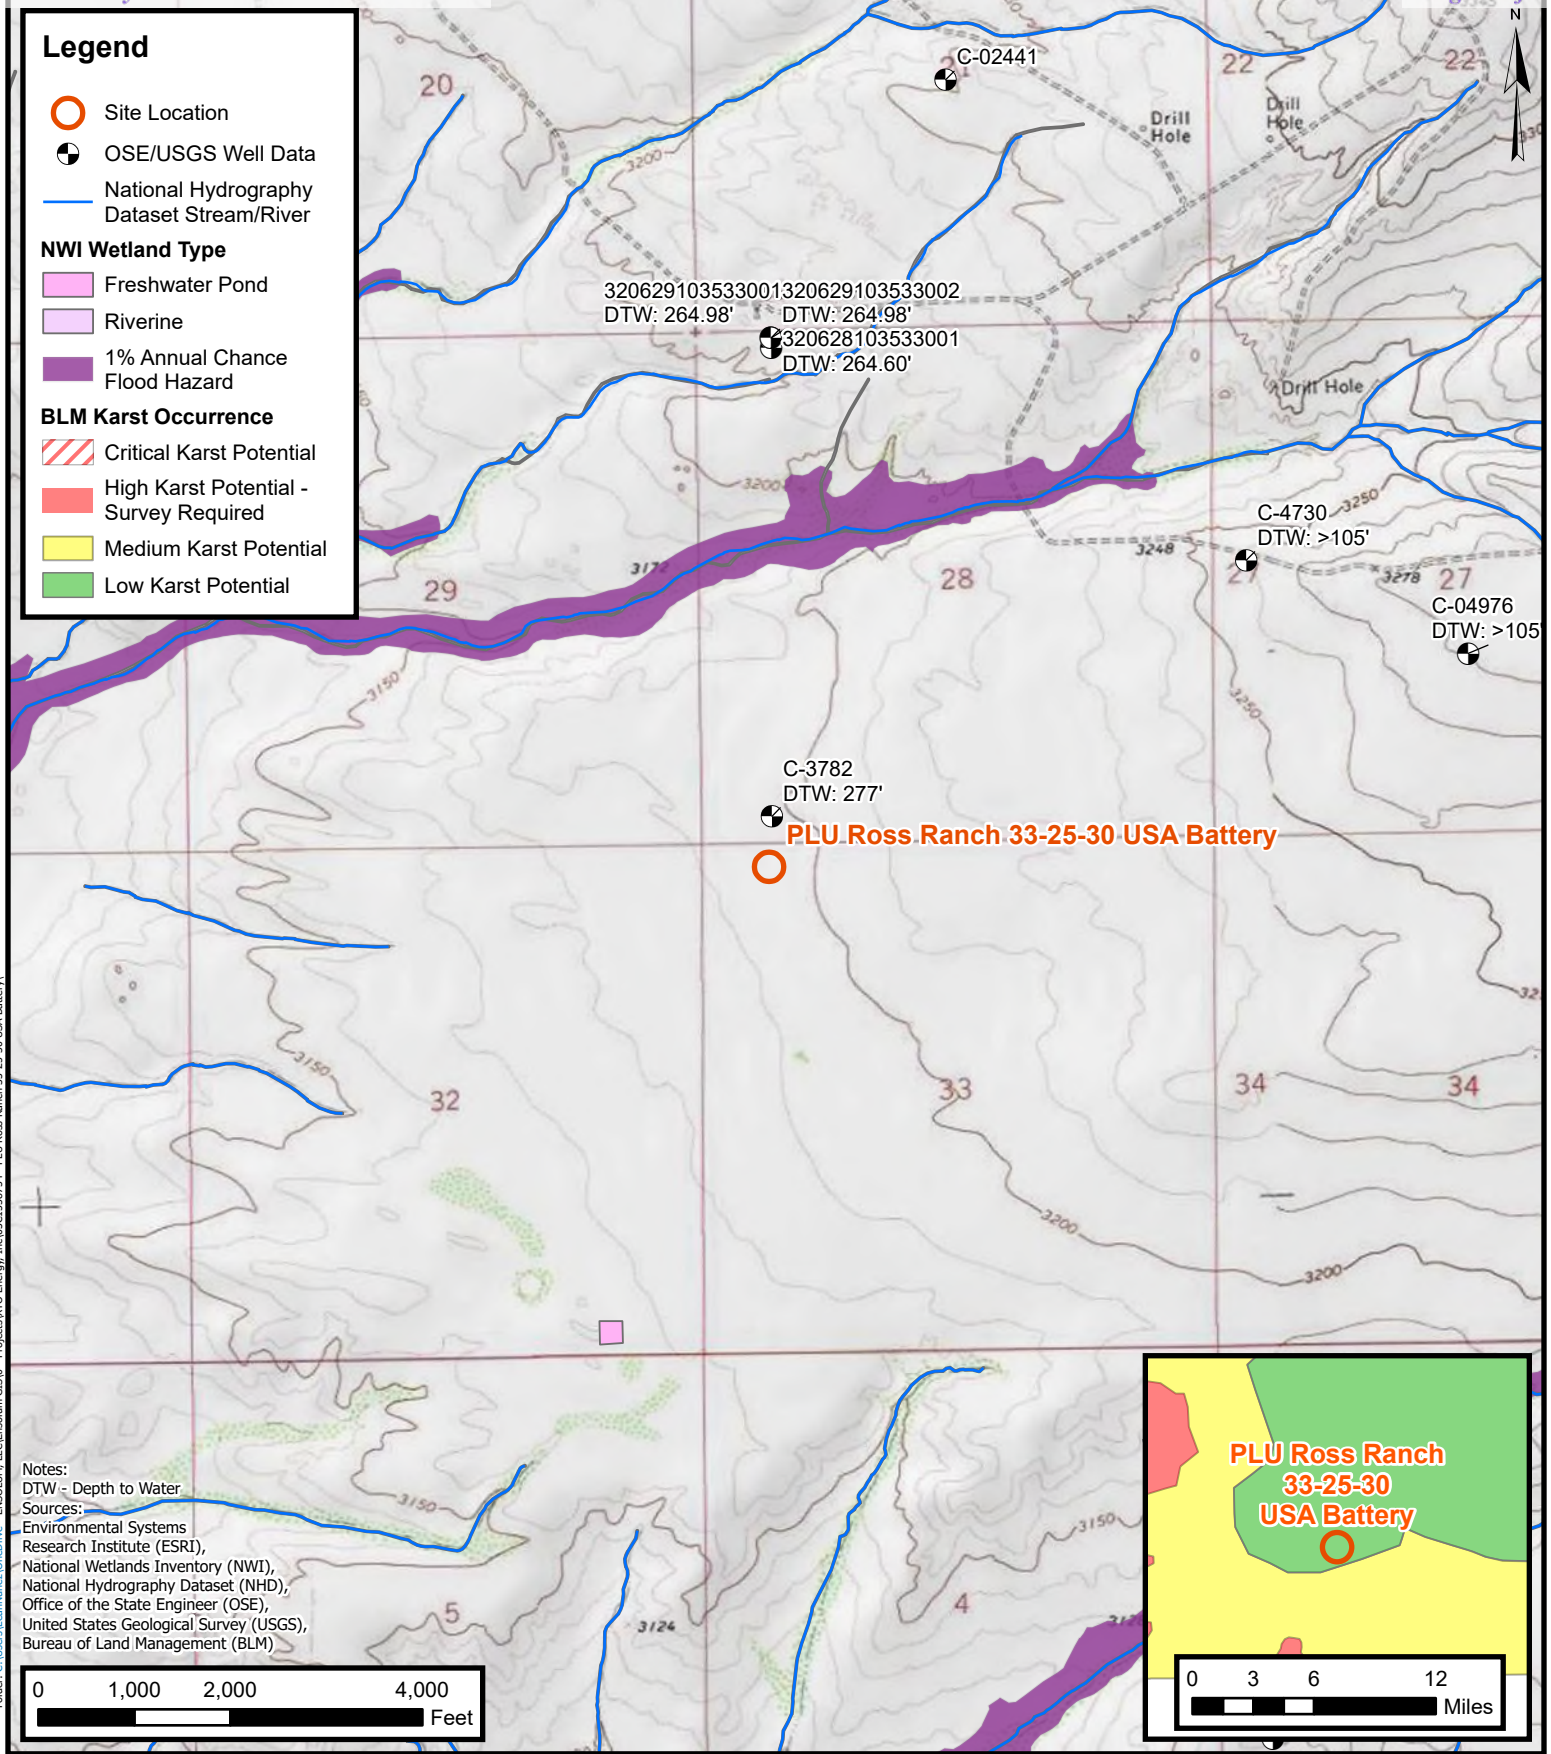 Legend
Site Location
OSE/USGS Well Data
National Hydrography
Dataset Stream/River
NWI Wetland Type
Freshwater Pond
Riverine
1% Annual Chance
Flood Hazard
BLM Karst Occurrence
Critical Karst Potential
High Karst Potential -
Survey Required
Medium Karst Potential
Low Karst Potential
N
20
21
22
22
C-02441
Drill
Hole
Drill
Hole
3200
320629103533001
DTW: 264.98'
320629103533002
DTW: 264.98'
320628103533001
DTW: 264.60'
Drill Hole
3200
3250
C-4730
DTW: >105'
3172
3248
3278
29
28
27
27
C-04976
DTW: >105'
3150
3250
C-3782
DTW: 277'
PLU Ross Ranch 33-25-30 USA Battery
3150
32
33
34
34
3200
3200
3150
3150
5
4
3124
Notes:
DTW - Depth to Water
Sources:
Environmental Systems
Research Institute (ESRI),
National Wetlands Inventory (NWI),
National Hydrography Dataset (NHD),
Office of the State Engineer (OSE),
United States Geological Survey (USGS),
Bureau of Land Management (BLM)
0 1,000 2,000 4,000
Feet
PLU Ross Ranch
33-25-30
USA Battery
0 3 6 12
Miles